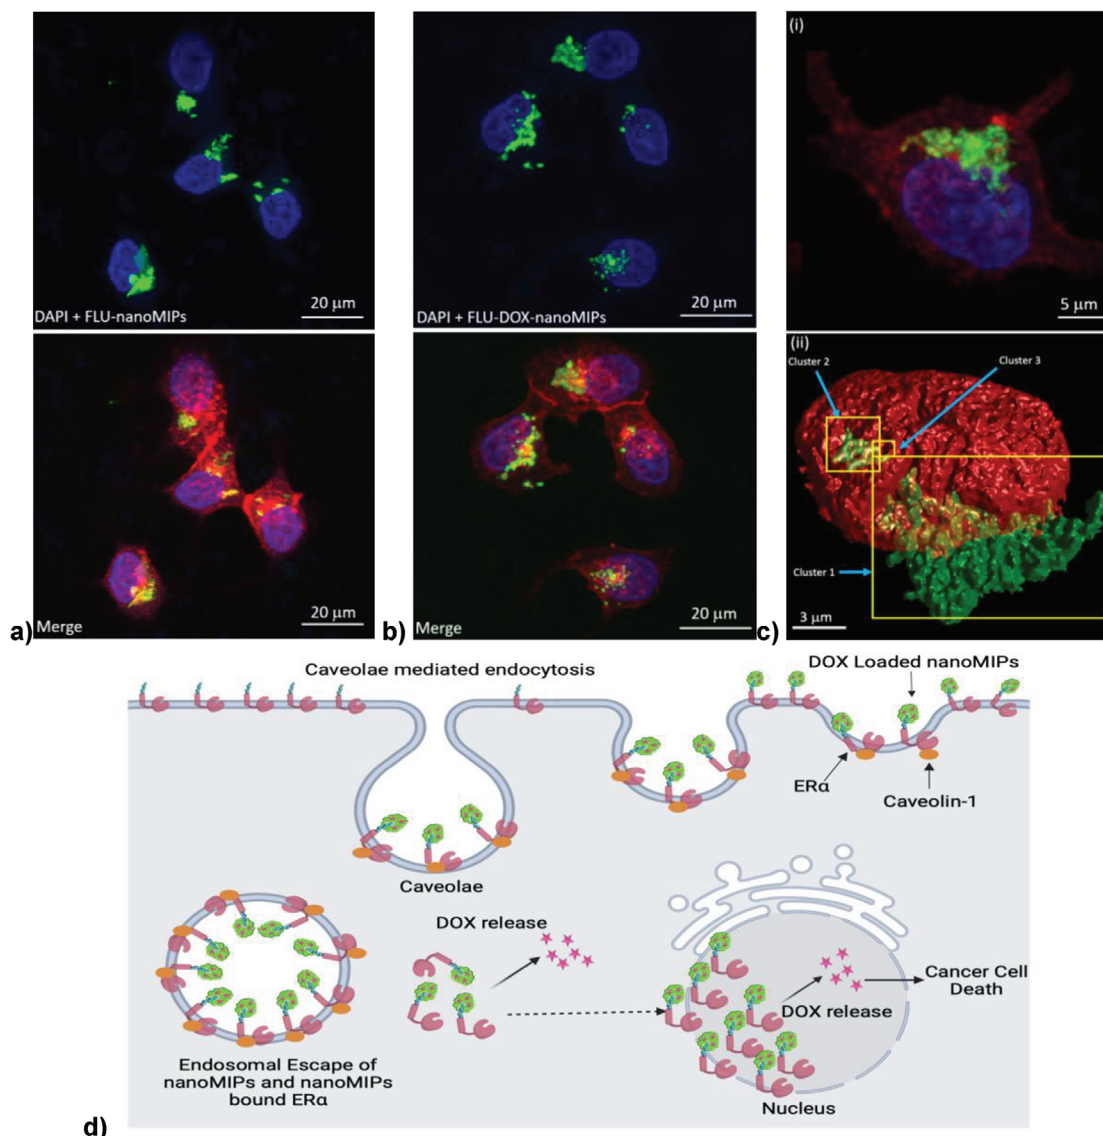 DAPI + FLU-nanoMIPs
20 µm
Merge
20 µm
a)
DAPI + FLU-DOX-nanoMIPs
20 µm
Merge
20 µm
b)
(i)
5 µm
(ii)
Cluster 2
Cluster 3
Cluster 1
3 µm
c)
Caveolae mediated endocytosis
DOX Loaded nanoMIPs
ERα
Caveolin-1
Caveolae
DOX release
DOX release
Cancer Cell
Death
Endosomal Escape of
nanoMIPs and nanoMIPs
bound ERα
Nucleus
d)